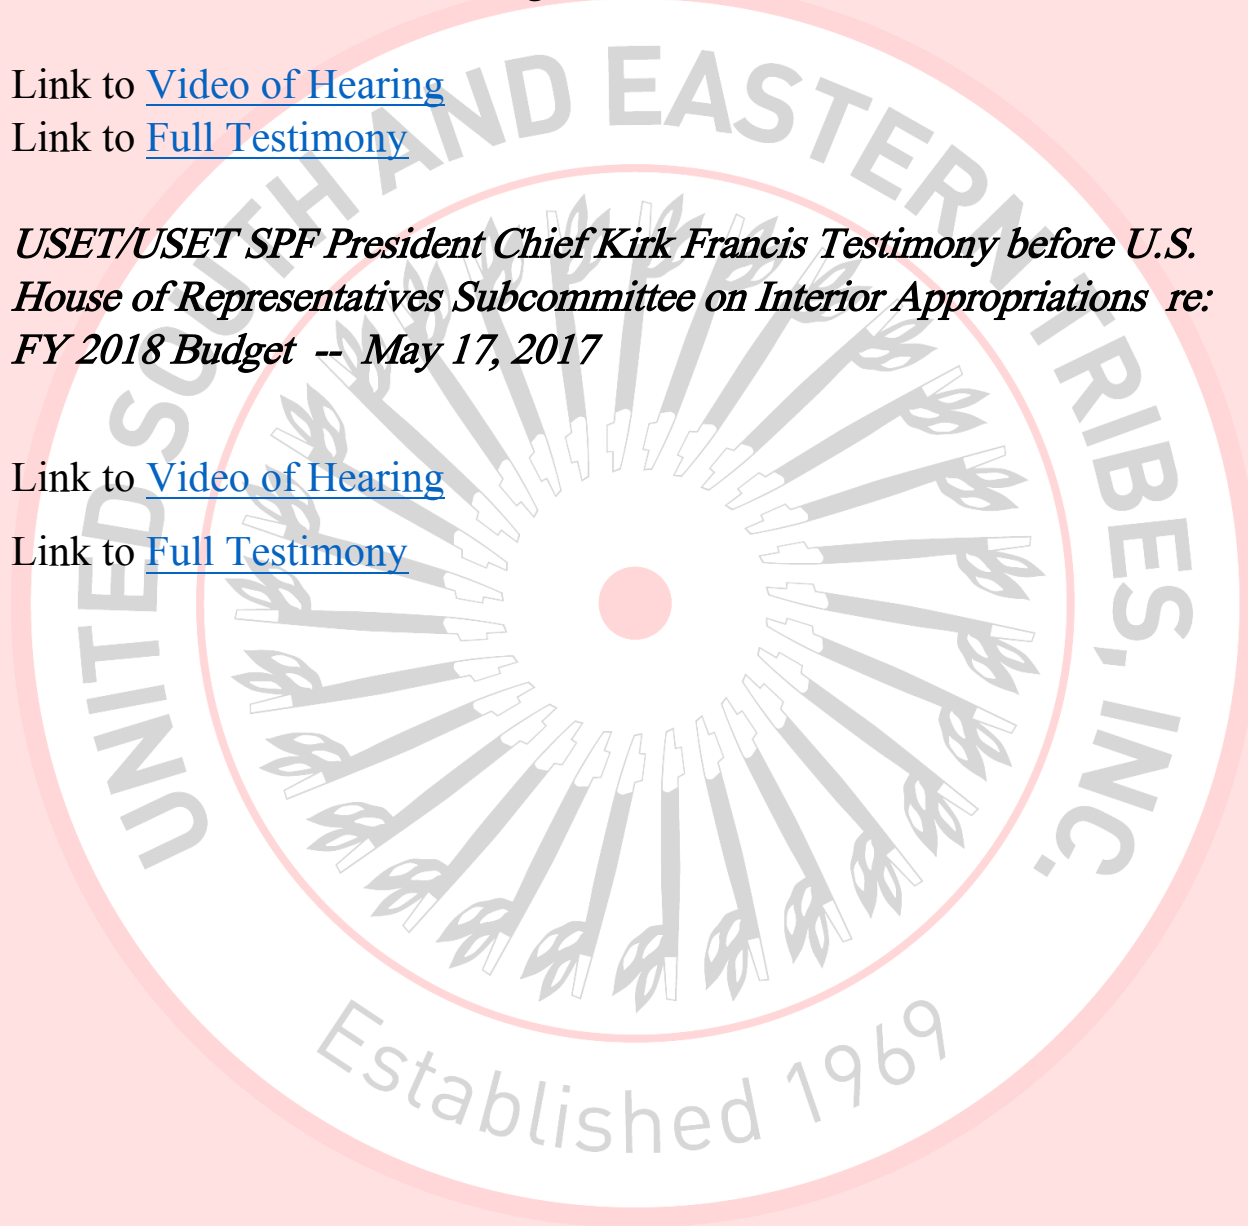 Link to Video of Hearing
Link to Full Testimony
USET/USET SPF President Chief Kirk Francis Testimony before U.S.
House of Representatives Subcommittee on Interior Appropriations  re:
FY 2018 Budget  --  May 17, 2017
Link to Video of Hearing
Link to Full Testimony
UNITED SOUTH AND EASTERN TRIBES, INC.
Established 1969